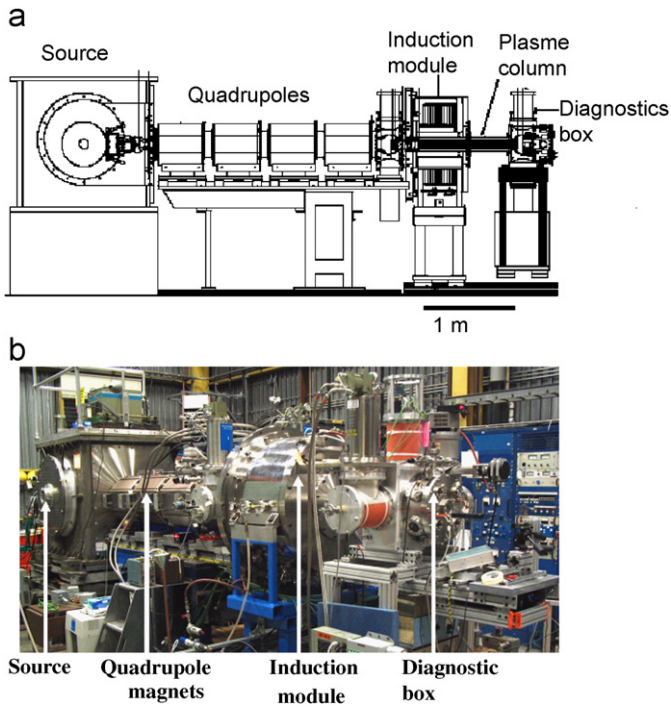 a
Source
Quadrupoles
Induction
module
Plasme
column
Diagnostics
box
1 m
b
Source
Quadrupole
magnets
Induction
module
Diagnostic
box